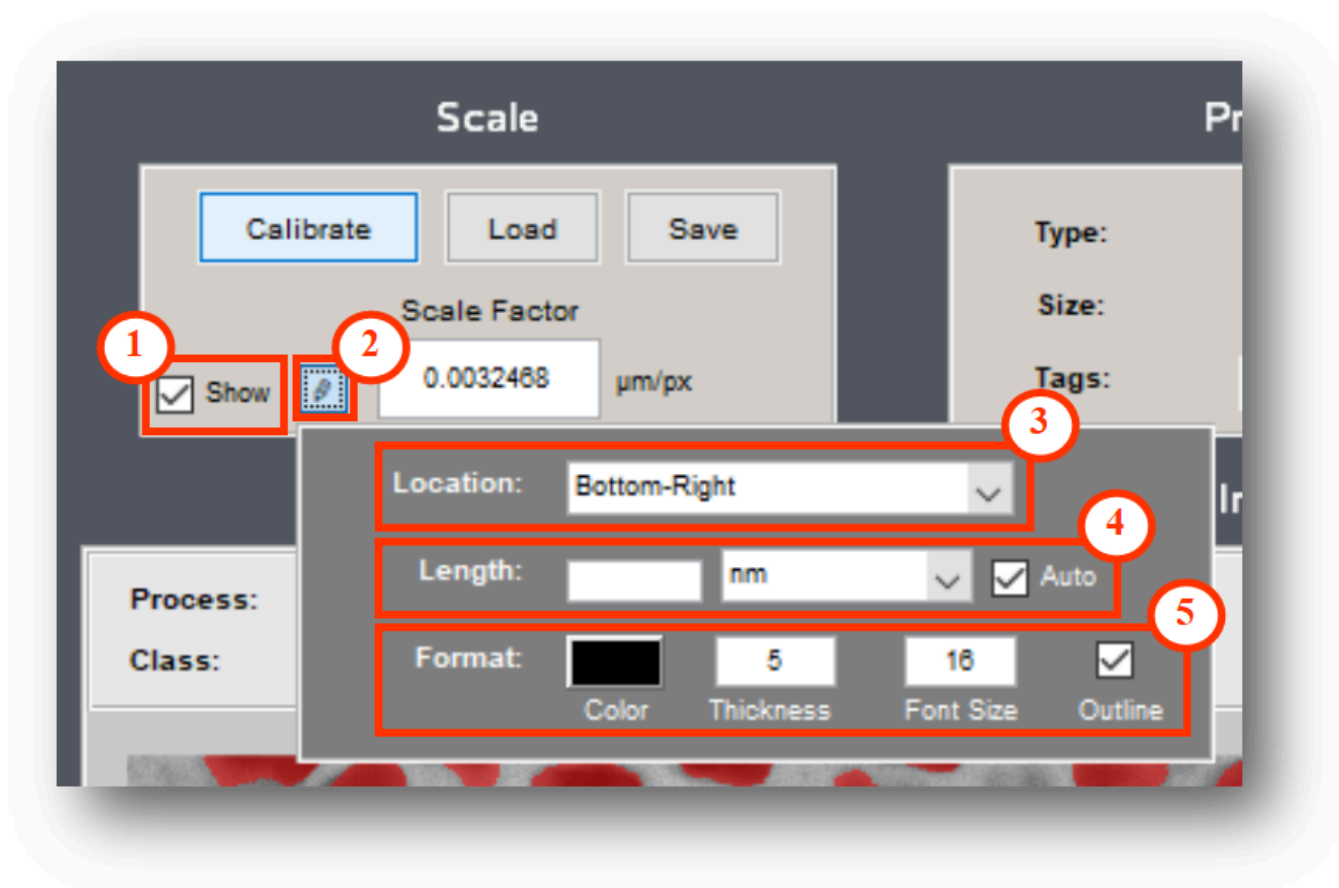 Scale
Pr
Calibrate Load Save
Type:
Scale Factor
Size:
1
2
Show
0.0032468 µm/px
Tags:
3
Location: Bottom-Right
In
4
Length: nm Auto
Process:
5
Class:
Format: 5 16
Color Thickness Font Size Outline